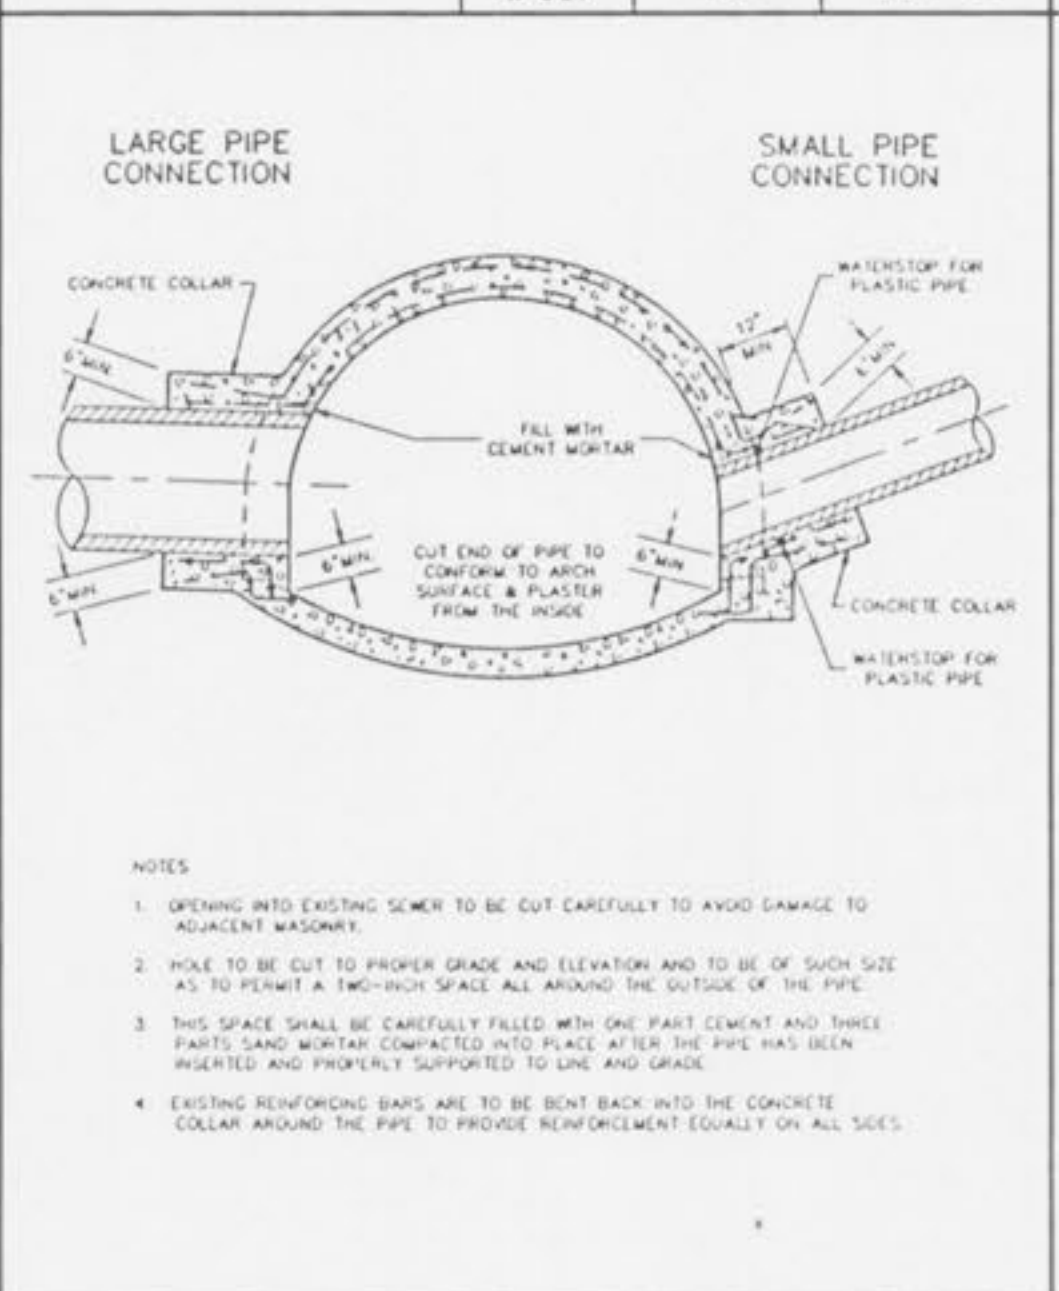 LARGE PIPE
CONNECTION
SMALL PIPE
CONNECTION
CONCRETE COLLAR
WATERSTOP FOR
PLASTIC PIPE
12"
MIN.
6"MIN.
FILL WITH
CEMENT MORTAR
6"MIN.
CUT END OF PIPE TO
CONFORM TO ARCH
SURFACE & PLASTER
FROM THE INSIDE
6"MIN.
6"MIN.
CONCRETE COLLAR
WATERSTOP FOR
PLASTIC PIPE
NOTES
1. OPENING INTO EXISTING SEWER TO BE CUT CAREFULLY TO AVOID DAMAGE TO
ADJACENT MASONRY.
2. HOLE TO BE CUT TO PROPER GRADE AND ELEVATION AND TO BE OF SUCH SIZE
AS TO PERMIT A TWO-INCH SPACE ALL AROUND THE OUTSIDE OF THE PIPE
3. THIS SPACE SHALL BE CAREFULLY FILLED WITH ONE PART CEMENT AND THREE
PARTS SAND MORTAR COMPACTED INTO PLACE AFTER THE PIPE HAS BEEN
INSERTED AND PROPERLY SUPPORTED TO LINE AND GRADE
4. EXISTING REINFORCING BARS ARE TO BE BENT BACK INTO THE CONCRETE
COLLAR AROUND THE PIPE TO PROVIDE REINFORCEMENT EQUALLY ON ALL SIDES